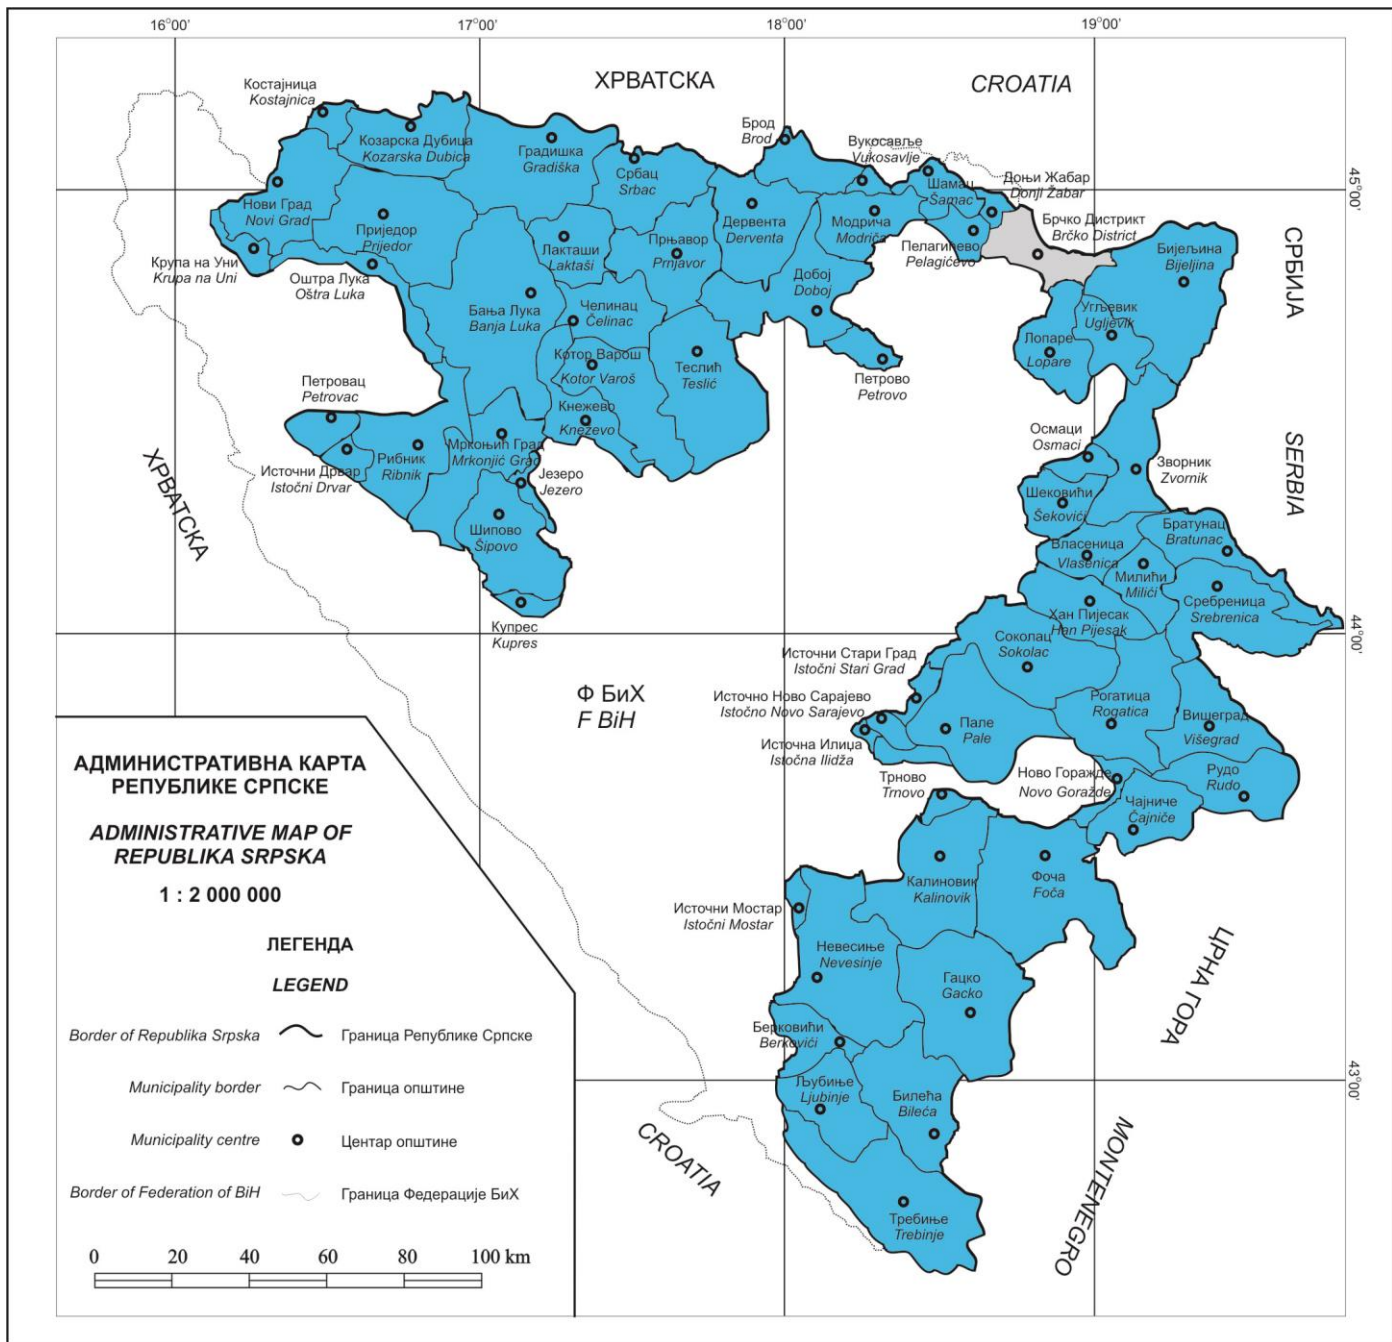 16°00'
17°00'
18°00'
19°00'
ХРВАТСКА
CROATIA
Костајница
Kostajnica
Козарска Дубица
Kozarska Dubica
Градишка
Gradiška
Србац
Srbac
Брод
Brod
Вукосавље
Vukosavlje
Шамац
Šamac
Доњи Жабар
Donji Žabar
45°00'
Нови Град
Novi Grad
Приједор
Prijedor
Лакташи
Laktaši
Прњавор
Prnjavor
Дервента
Derventa
Модрича
Modriča
Пелагићево
Pelagićevo
Брчко Дистрикт
Brčko District
Бијељина
Bijeljina
СРБИЈА
Крупа на Уни
Krupa na Uni
Оштра Лука
Oštra Luka
Бања Лука
Banja Luka
Челинац
Čelinac
Добој
Doboj
Угљевик
Ugljevik
Лопаре
Lopare
Котор Варош
Kotor Varoš
Теслић
Teslić
Петрово
Petrovo
Петровац
Petrovac
Кнежево
Knezevo
Источни Дрвар
Istočni Drvar
Рибник
Ribnik
Мркоњић Град
Mrkonjić Grad
Језеро
Jezero
Шипово
Šipovo
Купрес
Kupres
ХРВАТСКА
Осмаци
Osmaci
Зворник
Zvornik
SERBIA
Шековићи
Šekovići
Братунац
Bratunac
Власеница
Vlasenica
Милићи
Milići
Сребреница
Srebrenica
Хан Пијесак
Han Pijesak
44°00'
Соколац
Sokolac
Источни Стари Град
Istočni Stari Grad
Источно Ново Сарајево
Istočno Novo Sarajevo
Источна Илиџа
Istočna Ilidža
Пале
Pale
Рогатица
Rogatica
Вишеград
Višegrad
Ф БиХ
F BiH
Трново
Trnovo
Ново Горажде
Novo Goražde
Рудо
Rudo
Чајниче
Čajniče
Калиновик
Kalinovik
Фоча
Foča
Источни Мостар
Istočni Mostar
Невесиње
Nevesinje
Гацко
Gacko
ЦРНА ГОРА
Берковићи
Berkovići
Љубиње
Ljubinje
Билећа
Bileća
43°00'
CROATIA
MONTENEGRO
Требиње
Trebinje
АДМИНИСТРАТИВНА КАРТА
РЕПУБЛИКЕ СРПСКЕ
ADMINISTRATIVE MAP OF
REPUBLIKA SRPSKA
1 : 2 000 000
ЛЕГЕНДА
LEGEND
Border of Republika Srpska Граница Републике Српске
Municipality border Граница општине
Municipality centre Центар општине
Border of Federation of BiH Граница Федерације БиХ
0 20 40 60 80 100 km